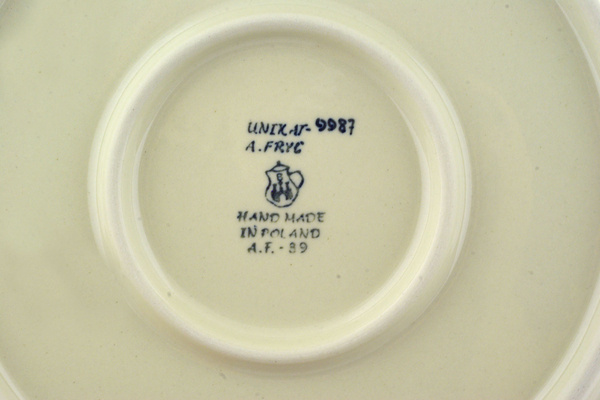 UNIKAT-9987
A.FRYC
HAND MADE
IN POLAND
A.F. - 89